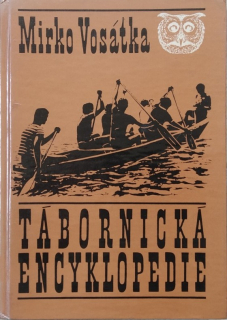 Mirko Vosátka
TÁBORNICKÁ
ENCYKLOPEDIE